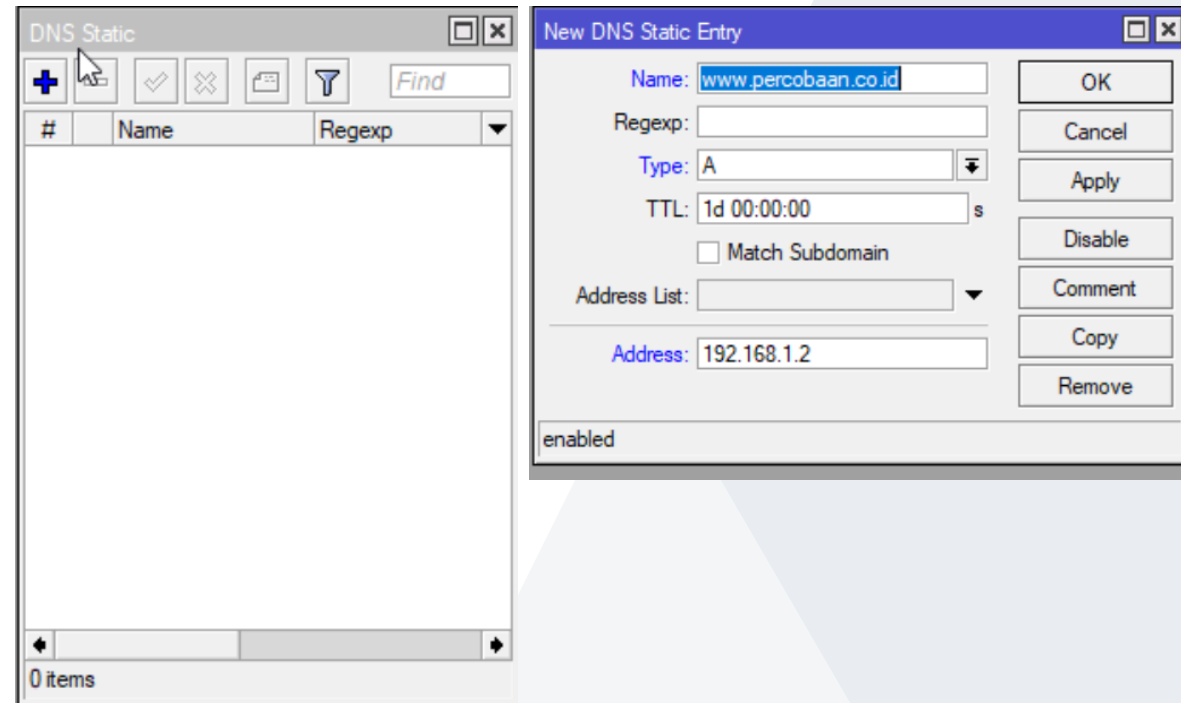 DNS Static
Find
# Name Regexp
0 items
New DNS Static Entry
Name: www.percobaan.co.id
Regexp:
Type: A
TTL: 1d 00:00:00 s
Match Subdomain
Address List:
Address: 192.168.1.2
enabled
OK
Cancel
Apply
Disable
Comment
Copy
Remove